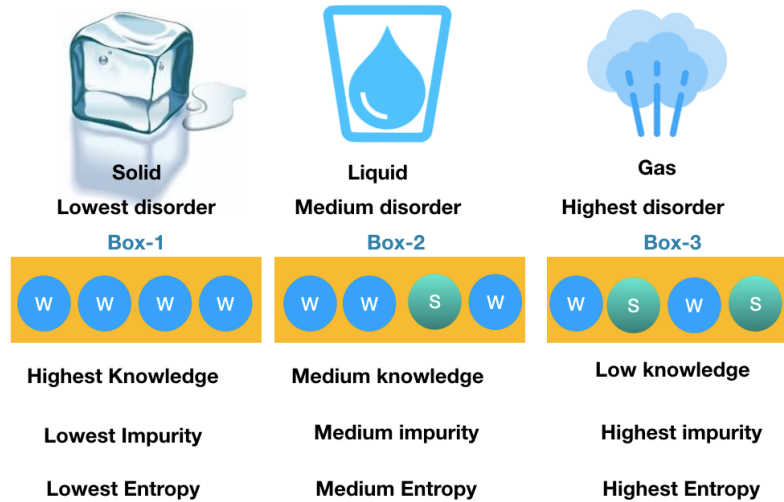 Solid
Liquid
Gas
Lowest disorder
Medium disorder
Highest disorder
Box-1
Box-2
Box-3
W W W W
W W S W
W S W S
Highest Knowledge
Medium knowledge
Low knowledge
Lowest Impurity
Medium impurity
Highest impurity
Lowest Entropy
Medium Entropy
Highest Entropy